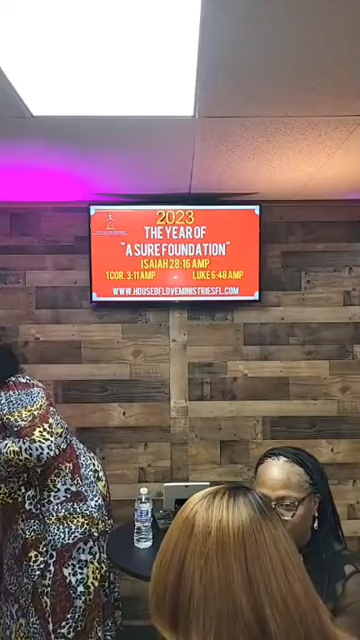 2023
THE YEAR OF
"A SURE FOUNDATION"
ISAIAH 28:16 AMP
1COR. 3:11 AMP LUKE 6:48 AMP
WWW.HOUSEOFLOVEMINISTRIESFL.COM